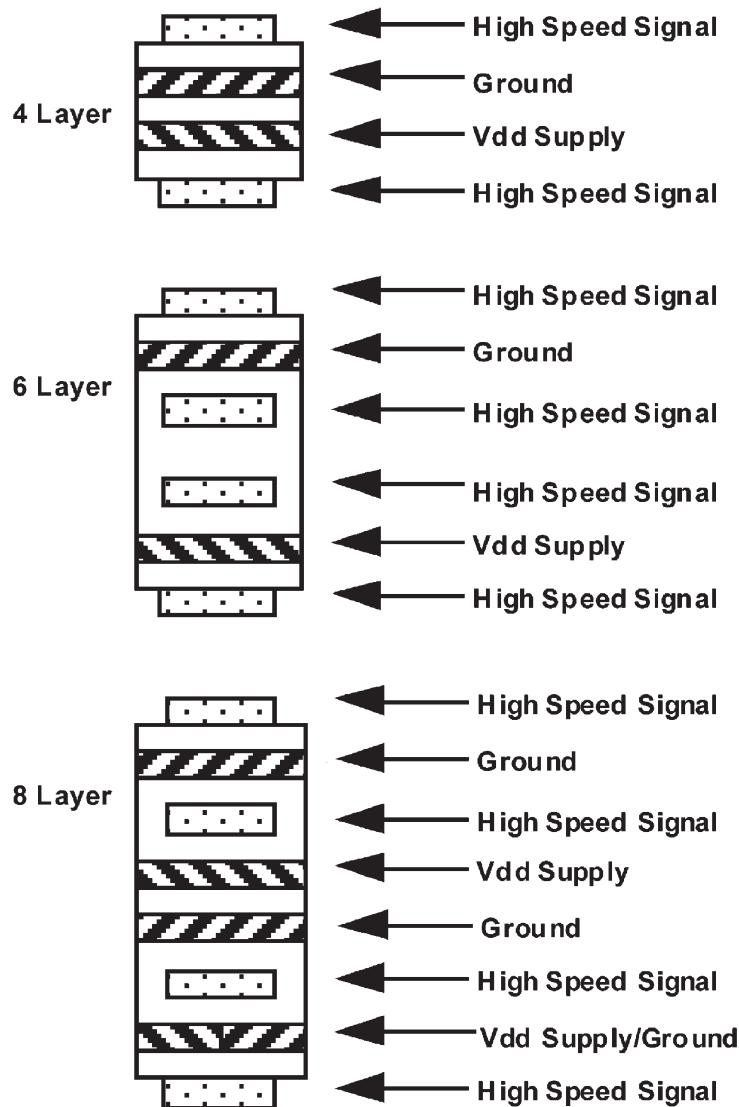 High Speed Signal
Ground
4 Layer
Vdd Supply
High Speed Signal
High Speed Signal
Ground
6 Layer
High Speed Signal
High Speed Signal
Vdd Supply
High Speed Signal
High Speed Signal
Ground
8 Layer
High Speed Signal
Vdd Supply
Ground
High Speed Signal
Vdd Supply/Ground
High Speed Signal